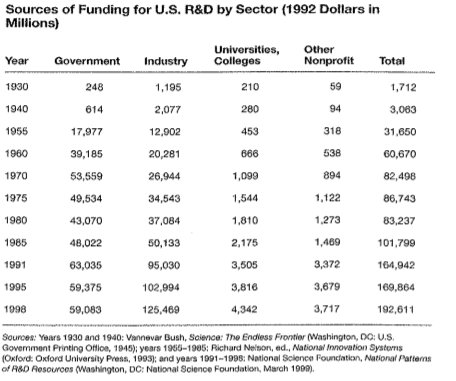 Sources of Funding for U.S. R&D by Sector (1992 Dollars in
Millions)
Universities, Other
Year Government Industry Colleges Nonprofit Total
1930 248 1,195 210 59 1,712
1940 614 2,077 280 94 3,063
1955 17,977 12,902 453 318 31,650
1960 39,185 20,281 666 538 60,670
1970 53,559 26,944 1,099 894 82,498
1975 49,534 34,543 1,544 1,122 86,743
1980 43,070 37,084 1,810 1,273 83,237
1985 48,022 50,133 2,175 1,469 101,799
1991 63,035 95,030 3,505 3,372 164,942
1995 59,375 102,994 3,816 3,679 169,864
1998 59,083 125,469 4,342 3,717 192,611
Sources: Years 1930 and 1940: Vannevar Bush, Science: The Endless Frontier (Washington, DC: U.S.
Government Printing Office, 1945); years 1955–1985: Richard Nelson, ed., National Innovation Systems
(Oxford: Oxford University Press, 1993); and years 1991–1998: National Science Foundation, National Patterns
of R&D Resources (Washington, DC: National Science Foundation, March 1999).